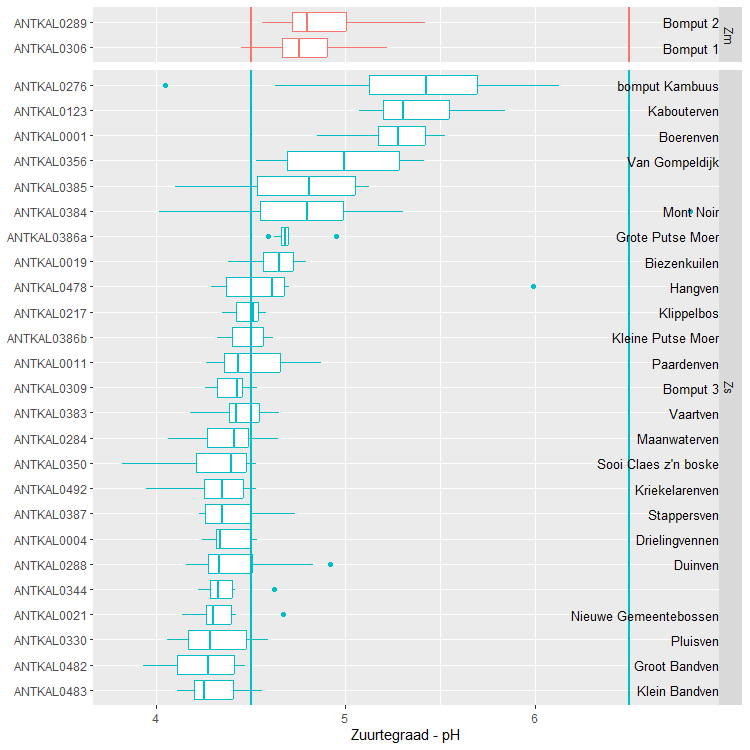 ANTKAL0289 Bomput 2
ANTKAL0306 Bomput 1
Zm
ANTKAL0276 bomput Kambuus
ANTKAL0123 Kabouterven
ANTKAL0001 Boerenven
ANTKAL0356 Van Gompeldijk
ANTKAL0385
ANTKAL0384 Mont Noir
ANTKAL0386a Grote Putse Moer
ANTKAL0019 Biezenkuilen
ANTKAL0478 Hangven
ANTKAL0217 Klippelbos
ANTKAL0386b Kleine Putse Moer
ANTKAL0011 Paardenven
ANTKAL0309 Bomput 3
Zs
ANTKAL0383 Vaartven
ANTKAL0284 Maanwaterven
ANTKAL0350 Sooi Claes z'n boske
ANTKAL0492 Kriekelarenven
ANTKAL0387 Stappersven
ANTKAL0004 Drielingvennen
ANTKAL0288 Duinven
ANTKAL0344
ANTKAL0021 Nieuwe Gemeentebossen
ANTKAL0330 Pluisven
ANTKAL0482 Groot Bandven
ANTKAL0483 Klein Bandven
4 5 6
Zuurtegraad - pH